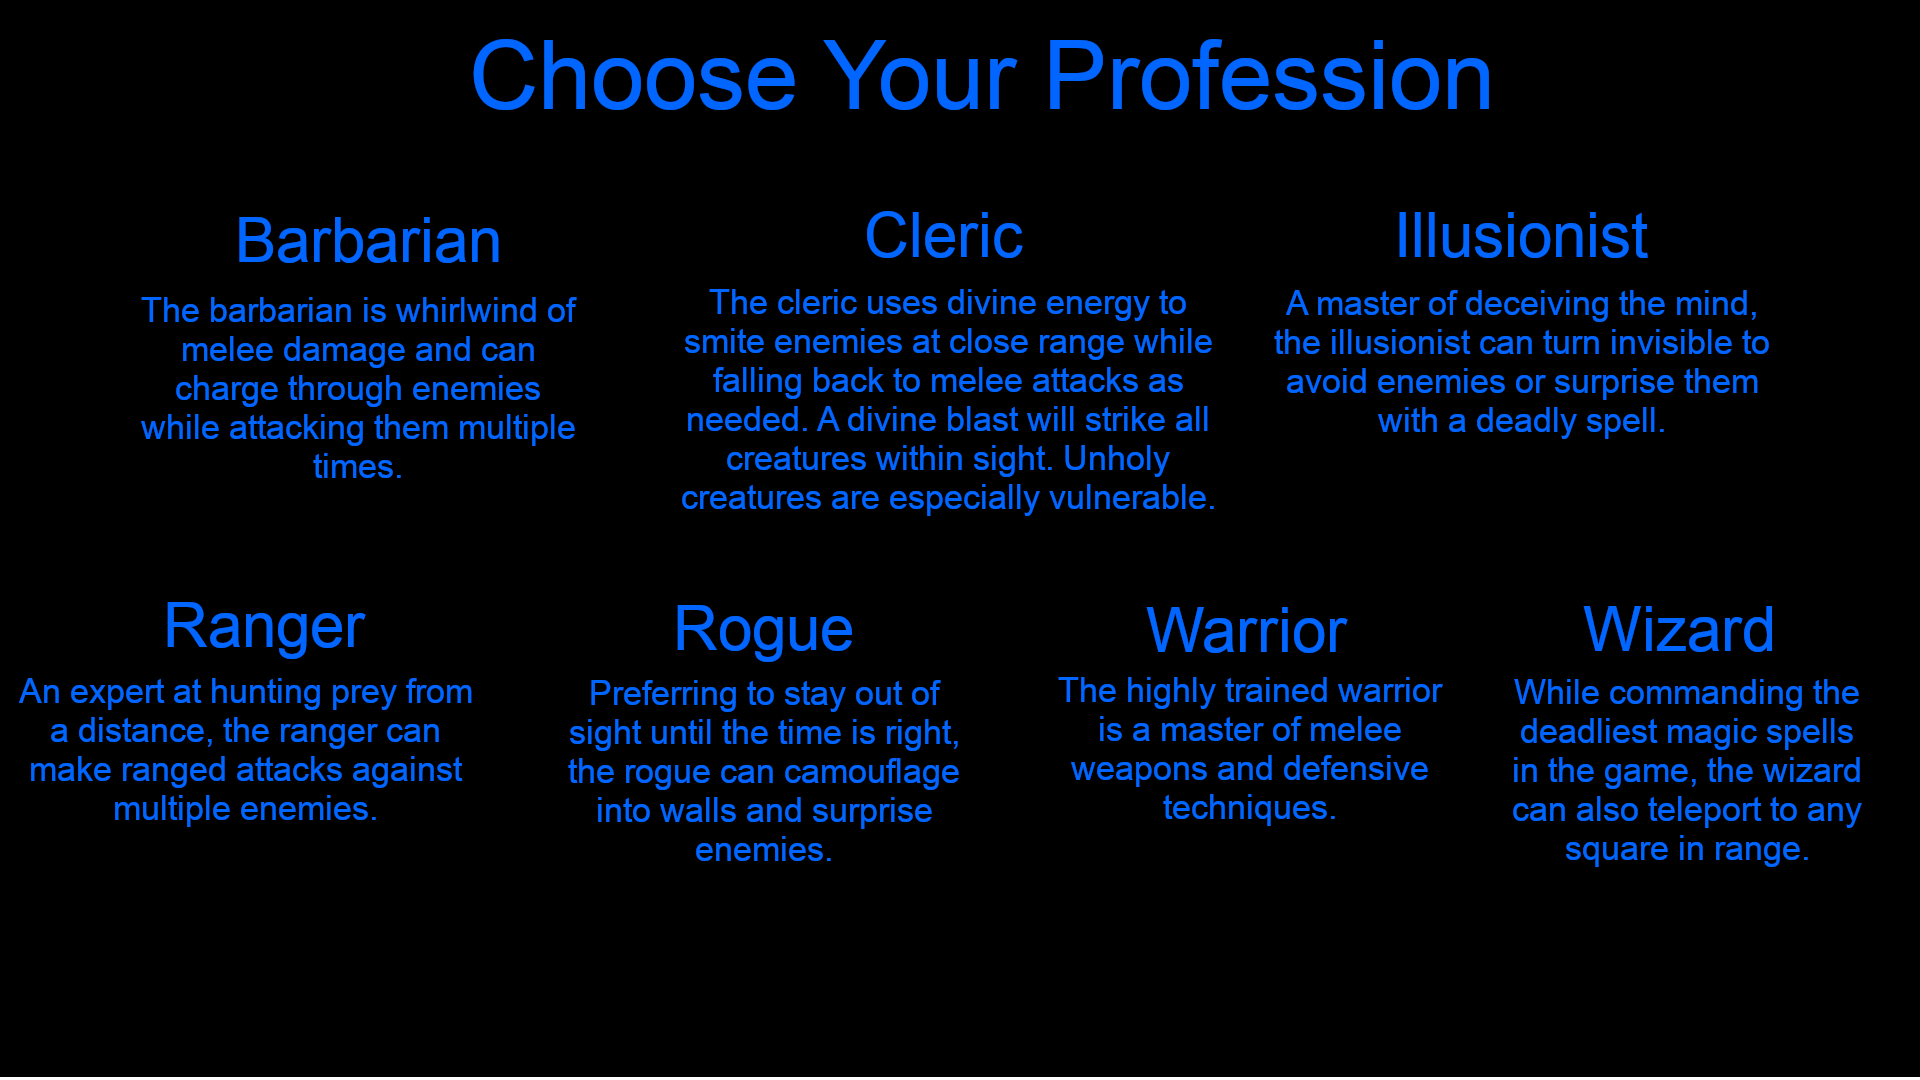 Choose Your Profession
Barbarian
The barbarian is whirlwind of
melee damage and can
charge through enemies
while attacking them multiple
times.
Cleric
The cleric uses divine energy to
smite enemies at close range while
falling back to melee attacks as
needed. A divine blast will strike all
creatures within sight. Unholy
creatures are especially vulnerable.
Illusionist
A master of deceiving the mind,
the illusionist can turn invisible to
avoid enemies or surprise them
with a deadly spell.
Ranger
An expert at hunting prey from
a distance, the ranger can
make ranged attacks against
multiple enemies.
Rogue
Preferring to stay out of
sight until the time is right,
the rogue can camouflage
into walls and surprise
enemies.
Warrior
The highly trained warrior
is a master of melee
weapons and defensive
techniques.
Wizard
While commanding the
deadliest magic spells
in the game, the wizard
can also teleport to any
square in range.